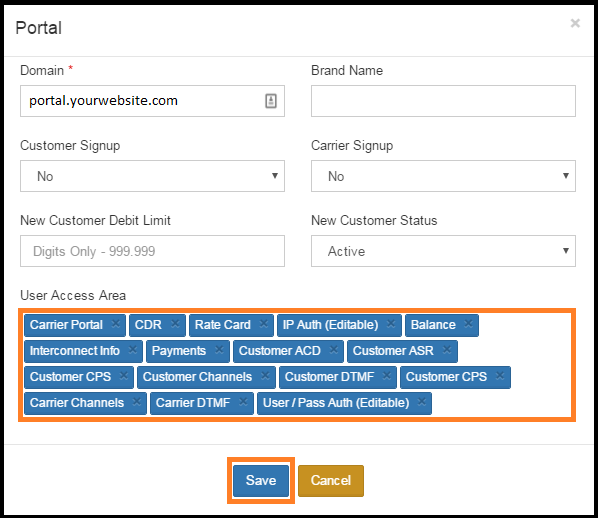 Portal ×
Domain * Brand Name
portal.yourwebsite.com
Customer Signup Carrier Signup
No No
New Customer Debit Limit New Customer Status
Digits Only - 999.999 Active
User Access Area
Carrier Portal × CDR × Rate Card × IP Auth (Editable) × Balance ×
Interconnect Info × Payments × Customer ACD × Customer ASR ×
Customer CPS × Customer Channels × Customer DTMF × Customer CPS ×
Carrier Channels × Carrier DTMF × User / Pass Auth (Editable) ×
Save Cancel